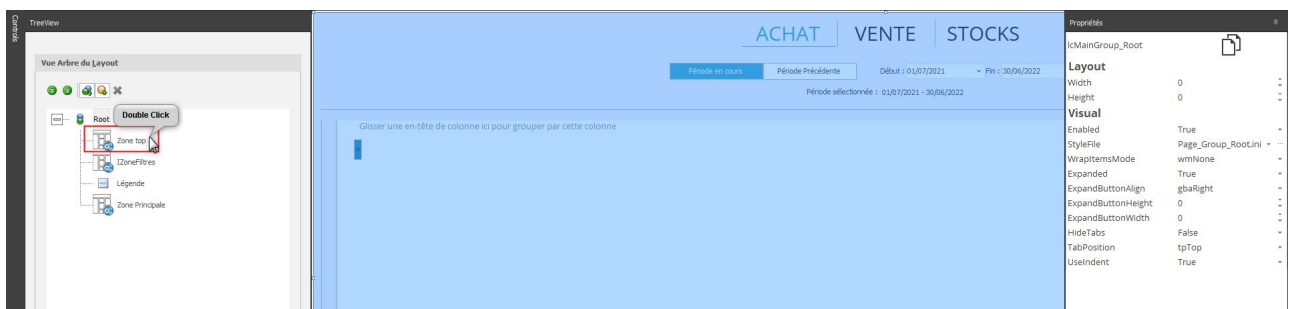 Controls
TreeView
Vue Arbre du Layout
Root
Double Click
Zone top
IZoneFiltres
Légende
Zone Principale
ACHAT VENTE STOCKS
Période en cours Période Précédente Début : 01/07/2021 Fin : 30/06/2022
Période sélectionnée : 01/07/2021 - 30/06/2022
Glisser une en-tête de colonne ici pour grouper par cette colonne
Propriétés
lcMainGroup_Root
Layout
Width 0
Height 0
Visual
Enabled True
StyleFile Page_Group_Root.ini
WrapItemsMode wmNone
Expanded True
ExpandButtonAlign gbaRight
ExpandButtonHeight 0
ExpandButtonWidth 0
HideTabs False
TabPosition tpTop
UseIndent True